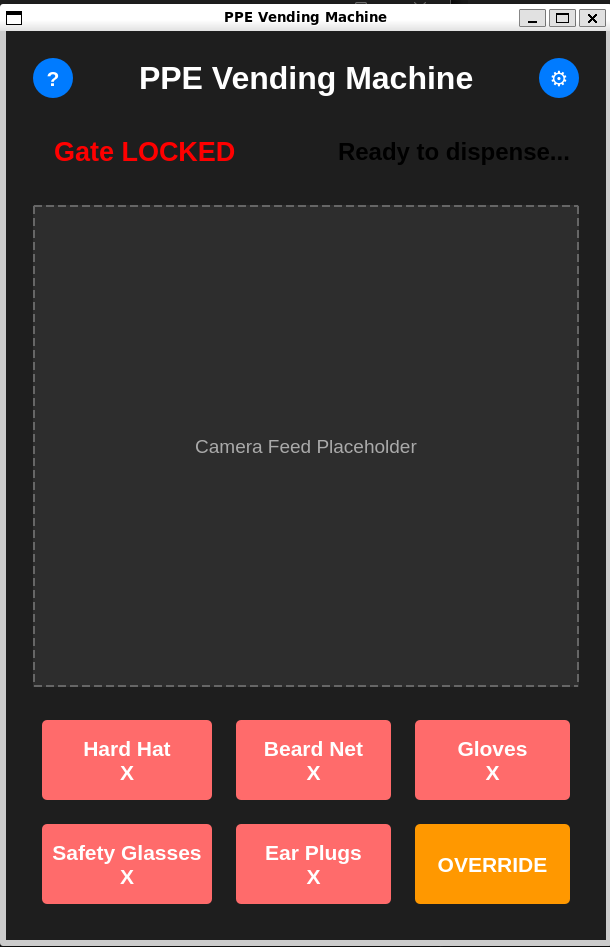 PPE Vending Machine
?
PPE Vending Machine
⚙
Gate LOCKED
Ready to dispense...
Camera Feed Placeholder
Hard Hat
X
Beard Net
X
Gloves
X
Safety Glasses
X
Ear Plugs
X
OVERRIDE